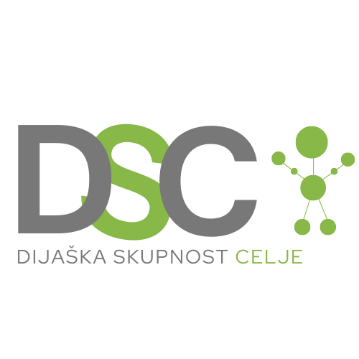 DSC
DIJAŠKA SKUPNOST CELJE